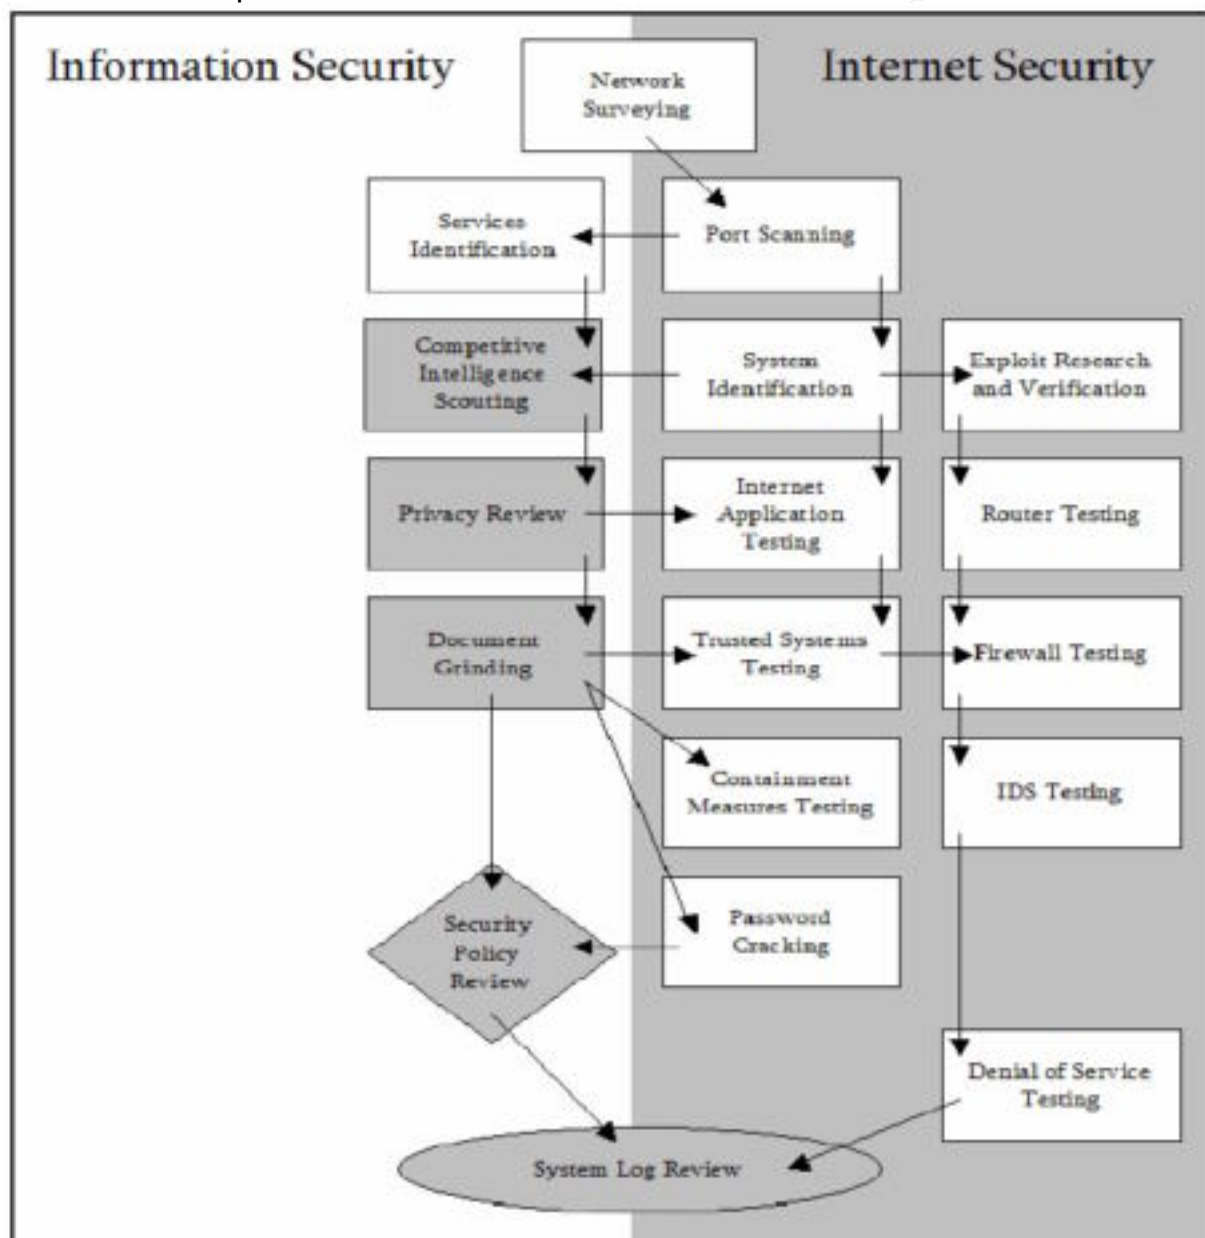 Information Security
Internet Security
Network
Surveying
Services
Identification
Port Scanning
Competitive
Intelligence
Scouting
System
Identification
Exploit Research
and Verification
Privacy Review
Internet
Application
Testing
Router Testing
Document
Grinding
Trusted Systems
Testing
Firewall Testing
Containment
Measures Testing
IDS Testing
Security
Policy
Review
Password
Cracking
Denial of Service
Testing
System Log Review